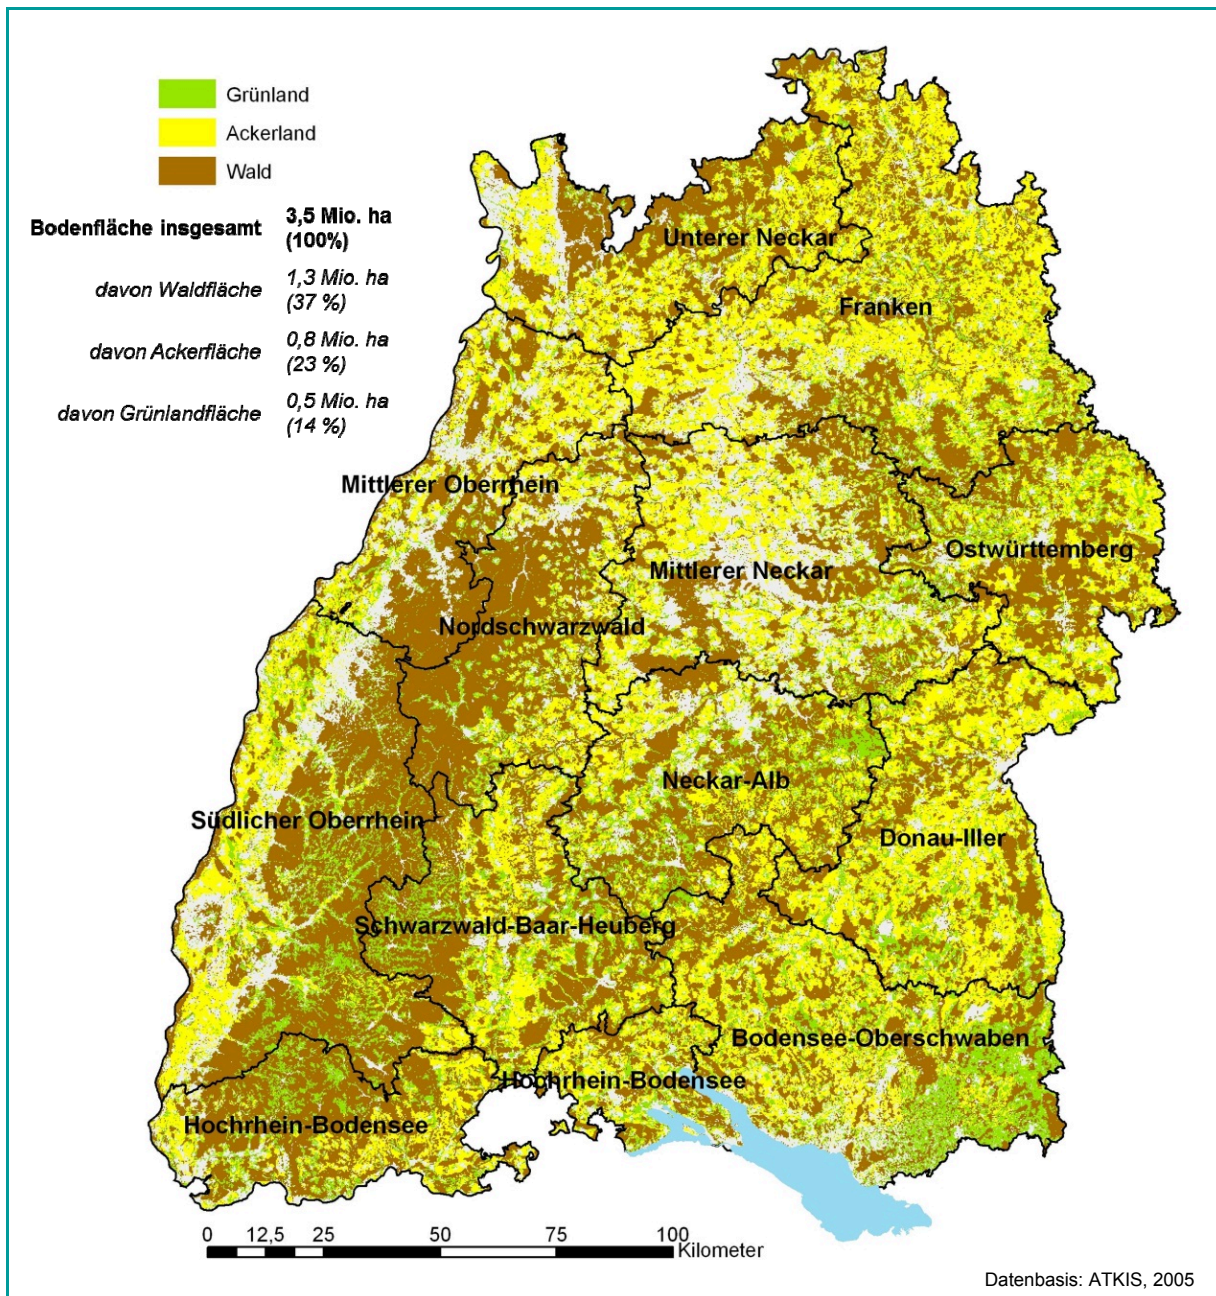 Grünland
Ackerland
Wald
Bodenfläche insgesamt 3,5 Mio. ha
(100%)
davon Waldfläche 1,3 Mio. ha
(37 %)
davon Ackerfläche 0,8 Mio. ha
(23 %)
davon Grünlandfläche 0,5 Mio. ha
(14 %)
Unterer Neckar
Franken
Mittlerer Oberrhein
Ostwürttemberg
Mittlerer Neckar
Nordschwarzwald
Neckar-Alb
Südlicher Oberrhein
Donau-Iller
Schwarzwald-Baar-Heuberg
Bodensee-Oberschwaben
Hochrhein-Bodensee
Hochrhein-Bodensee
0 12,5 25 50 75 100
Kilometer
Datenbasis: ATKIS, 2005